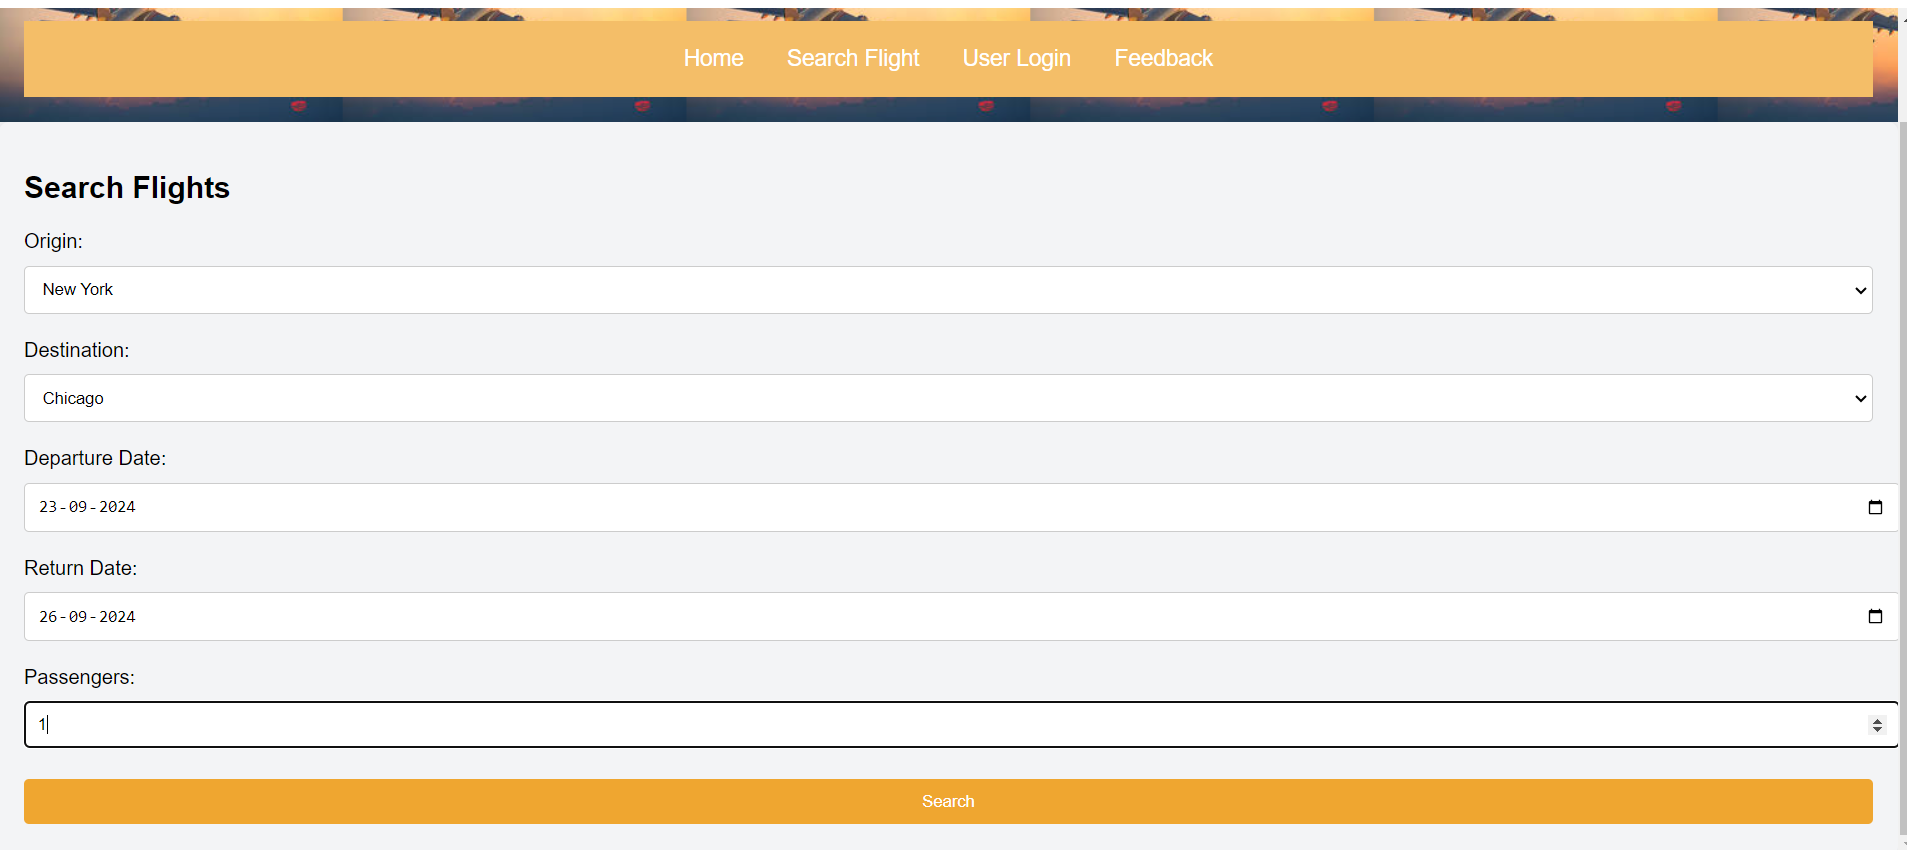 Home Search Flight User Login Feedback
Search Flights
Origin:
New York
Destination:
Chicago
Departure Date:
23-09-2024
Return Date:
26-09-2024
Passengers:
1
Search